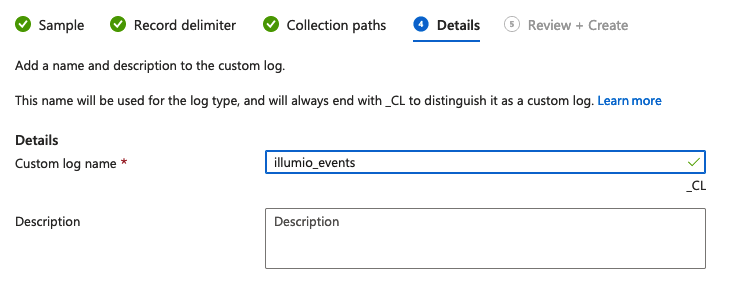 Sample Record delimiter Collection paths 4 Details 5 Review + Create
Add a name and description to the custom log.
This name will be used for the log type, and will always end with _CL to distinguish it as a custom log. Learn more
Details
Custom log name * illumio_events
_CL
Description Description